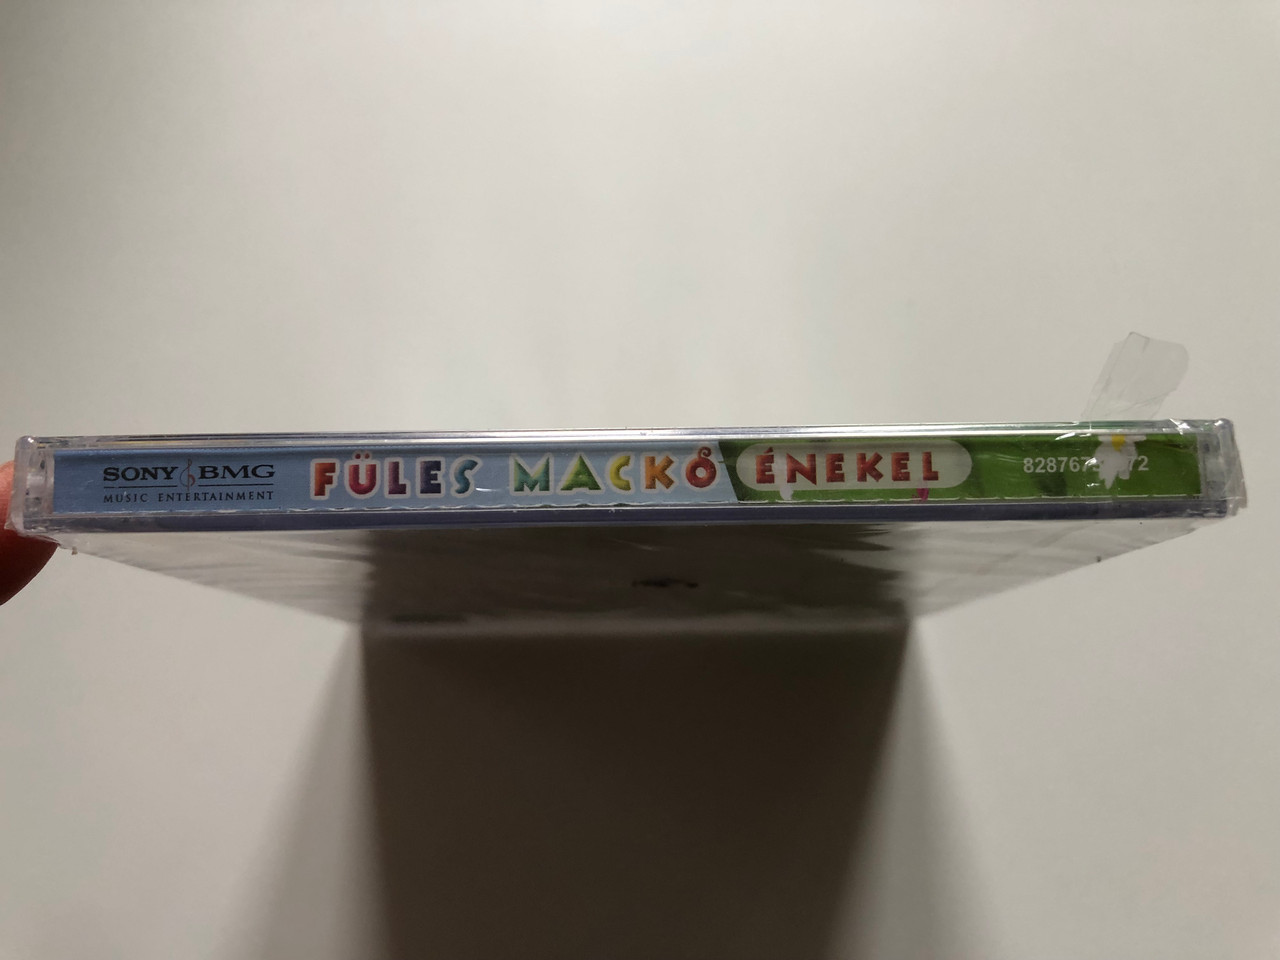 SONY BMG
MUSIC ENTERTAINMENT
FÜLES MACKÓ ÉNEKEL